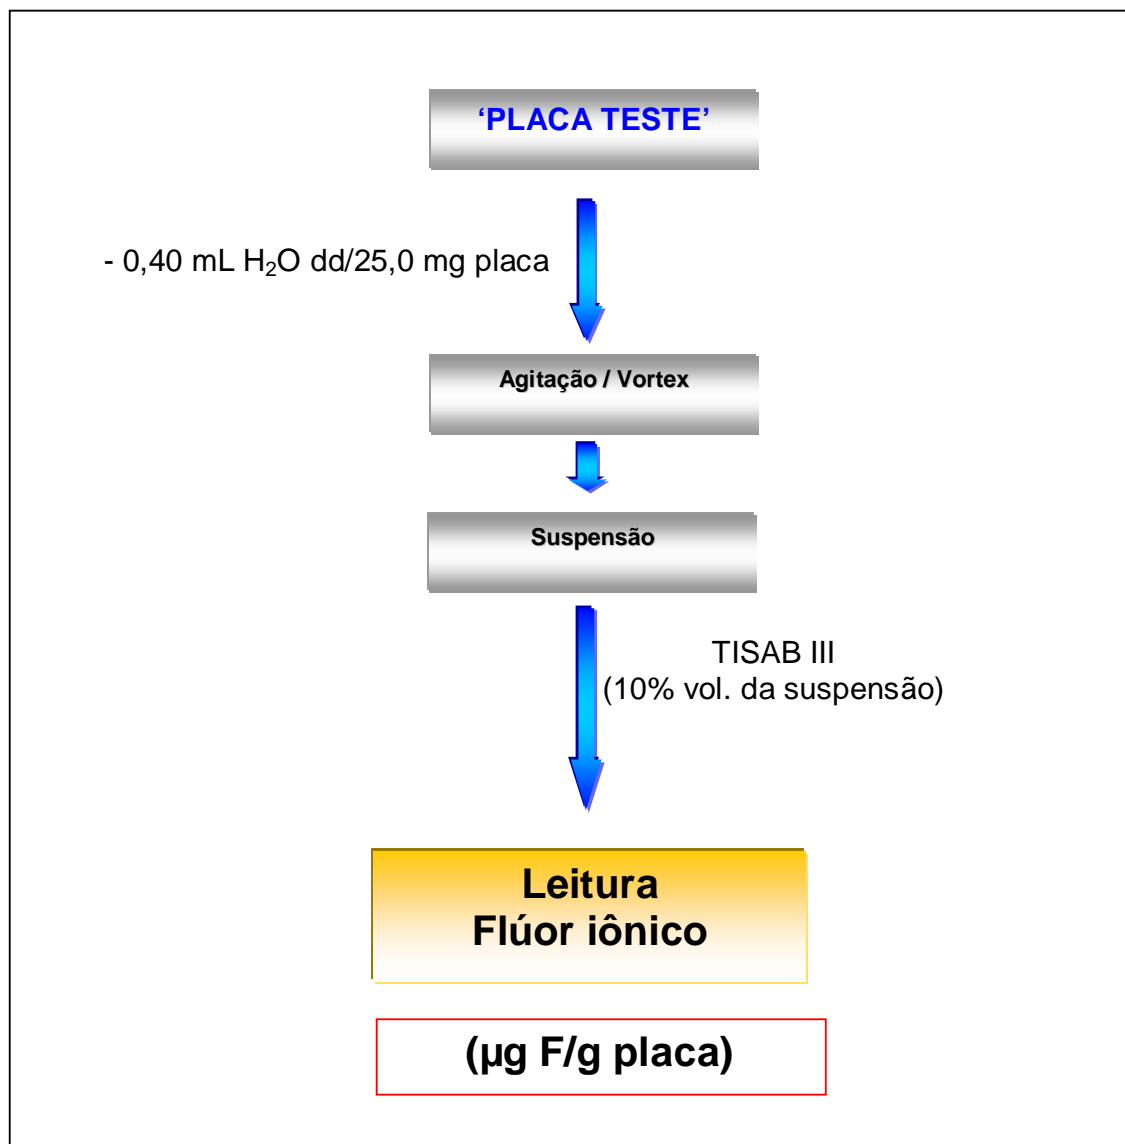 ‘PLACA TESTE’
- 0,40 mL H₂O dd/25,0 mg placa
Agitação / Vortex
Suspensão
TISAB III
(10% vol. da suspensão)
Leitura
Flúor iônico
(µg F/g placa)